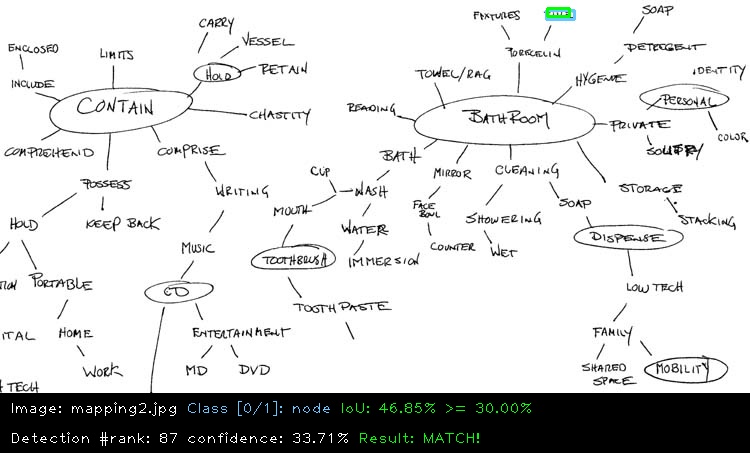 FIXTURES
SOAP
CARRY
VESSEL
ENCLOSED
LIMITS
PORECELIN
DETERGENT
HOLD
RETAIN
TOWEL/RAG
HYGENE
IDENTITY
INCLUDE
CONTAIN
READING
BATHROOM
PERSONAL
CHASTITY
PRIVATE
COLOR
COMPREHEND
COMPRISE
BATH
MIRROR
CLEANING
CUP
POSSESS
WRITING
WASH
STORAGE
HOLD
KEEP BACK
MOUTH
FACE
BOWL
SHOWERING
SOAP
STACKING
WATER
DISPENSE
MUSIC
TOOTHBRUSH
IMMERSION
COUNTER
WET
PORTABLE
CD
TOOTH PASTE
LOW TECH
ITAL
HOME
ENTERTAINMENT
FAMILY
WORK
MD
DVD
SHARED
SPACE
MOBILITY
H TECH
Image: mapping2.jpg Class [0/1]: node IoU: 46.85% >= 30.00%
Detection #rank: 87 confidence: 33.71% Result: MATCH!